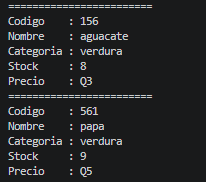 ========================
Codigo    : 156
Nombre    : aguacate
Categoria : verdura
Stock     : 8
Precio    : Q3
========================
Codigo    : 561
Nombre    : papa
Categoria : verdura
Stock     : 9
Precio    : Q5